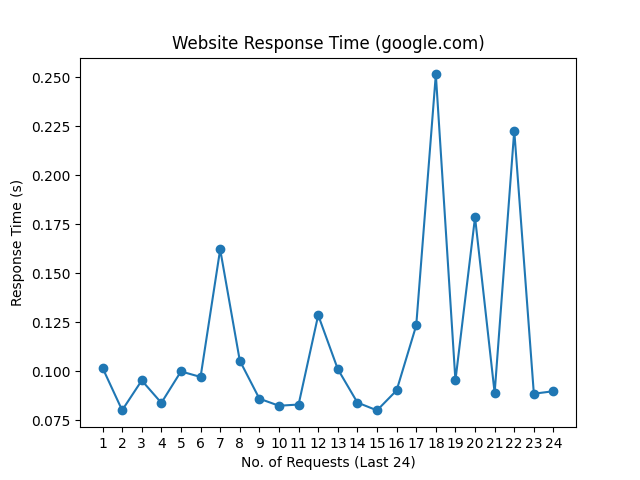 Website Response Time (google.com)
0.250
0.225
0.200
0.175
0.150
0.125
0.100
0.075
Response Time (s)
1 2 3 4 5 6 7 8 9 10 11 12 13 14 15 16 17 18 19 20 21 22 23 24
No. of Requests (Last 24)